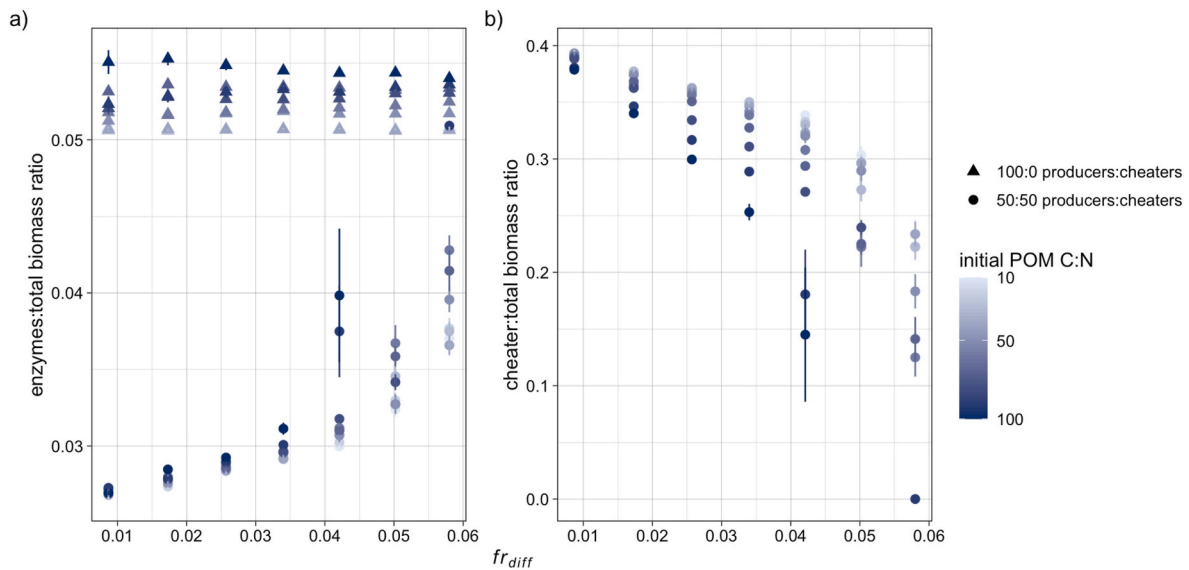 a)
enzymes:total biomass ratio
0.05
0.04
0.03
0.01 0.02 0.03 0.04 0.05 0.06
b)
cheater:total biomass ratio
0.4
0.3
0.2
0.1
0.0
0.01 0.02 0.03 0.04 0.05 0.06
fr_diff
100:0 producers:cheaters
50:50 producers:cheaters
initial POM C:N
10
50
100